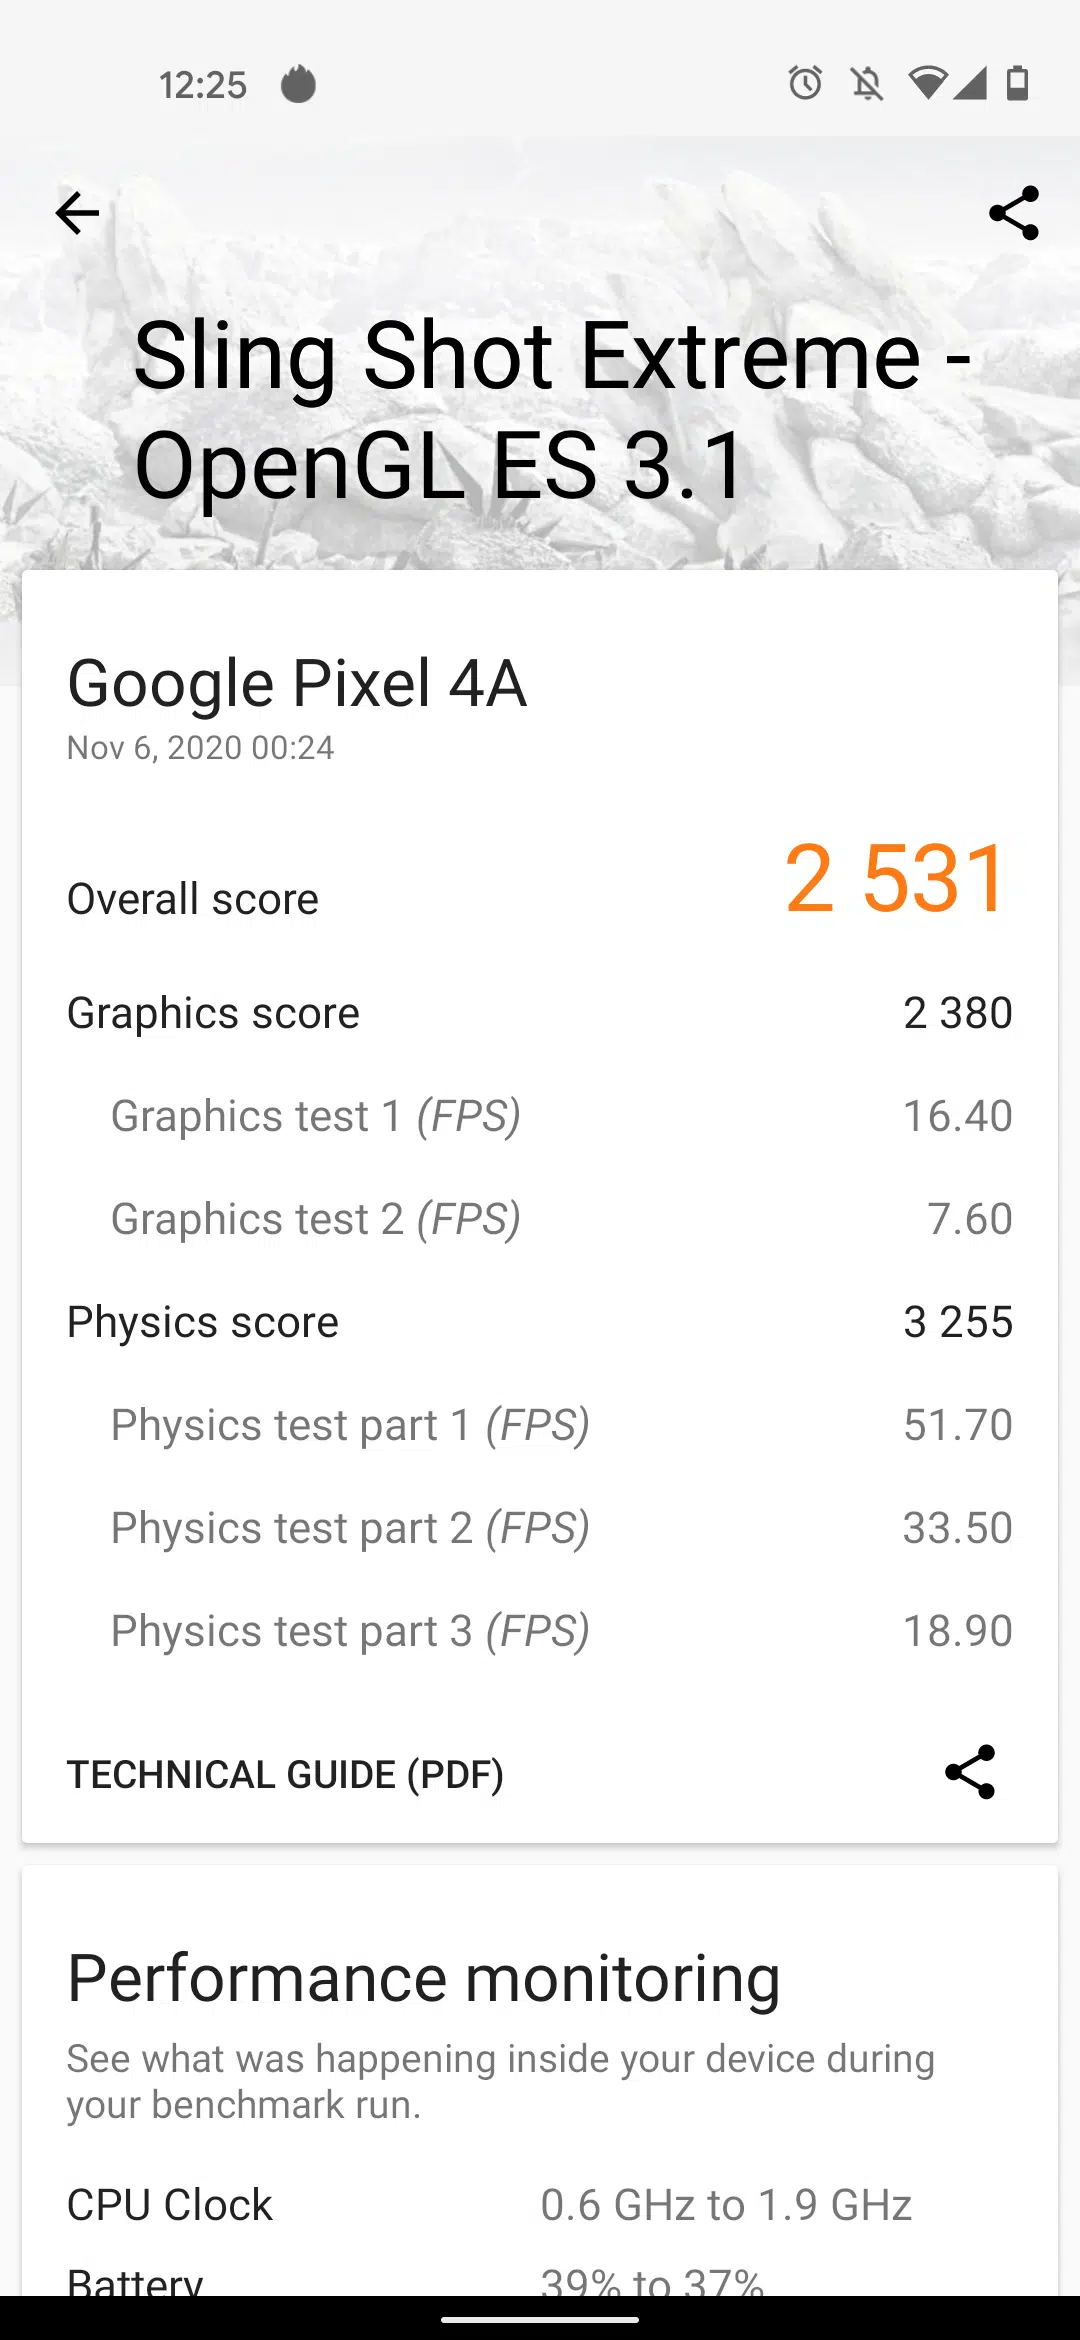 12:25
Sling Shot Extreme -
OpenGL ES 3.1
Google Pixel 4A
Nov 6, 2020 00:24
Overall score 2 531
Graphics score 2 380
Graphics test 1 (FPS) 16.40
Graphics test 2 (FPS) 7.60
Physics score 3 255
Physics test part 1 (FPS) 51.70
Physics test part 2 (FPS) 33.50
Physics test part 3 (FPS) 18.90
TECHNICAL GUIDE (PDF)
Performance monitoring
See what was happening inside your device during
your benchmark run.
CPU Clock 0.6 GHz to 1.9 GHz
Battery 39% to 37%